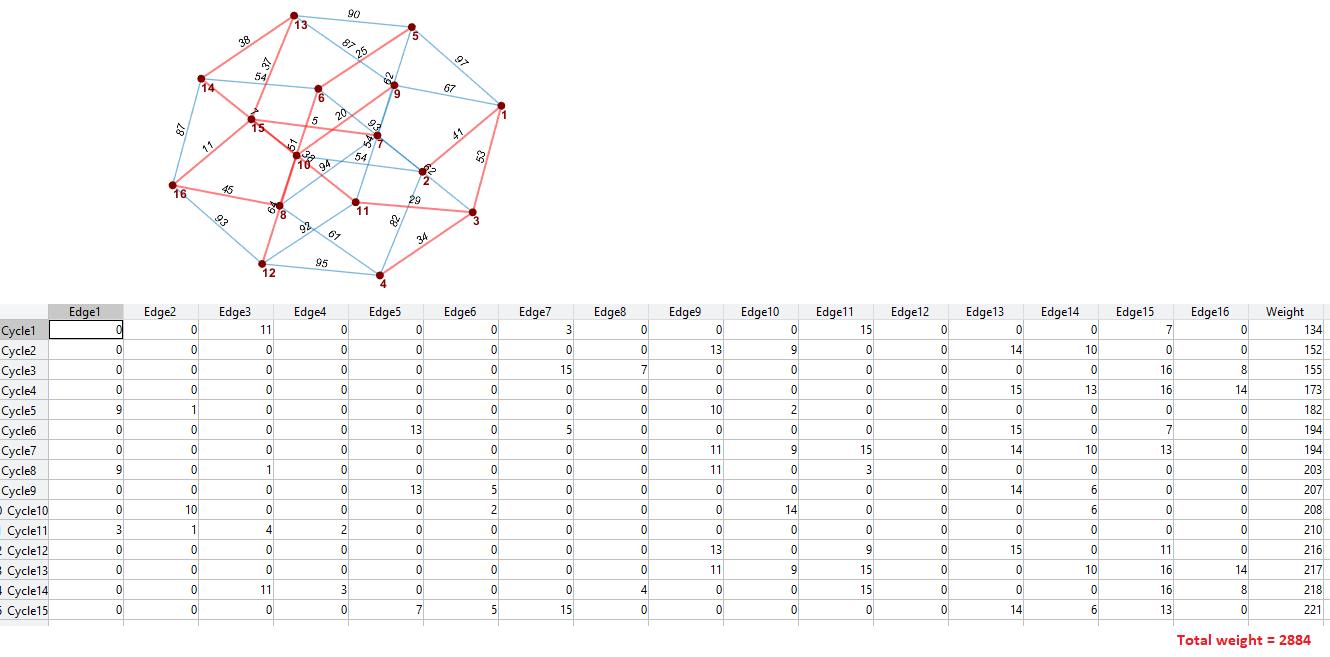 90
13
5
38
87
25
37
97
54
62
67
14
6
9
1
7
5
20
93
41
15
87
51
54
7
11
38
54
53
10
94
62
2
16
45
29
64
8
11
82
3
93
92
61
34
95
12
4
Edge1 Edge2 Edge3 Edge4 Edge5 Edge6 Edge7 Edge8 Edge9 Edge10 Edge11 Edge12 Edge13 Edge14 Edge15 Edge16 Weight
Cycle1 0 0 11 0 0 0 3 0 0 0 15 0 0 0 7 0 134
Cycle2 0 0 0 0 0 0 0 0 13 9 0 0 14 10 0 0 152
Cycle3 0 0 0 0 0 0 15 7 0 0 0 0 0 0 16 8 155
Cycle4 0 0 0 0 0 0 0 0 0 0 0 0 15 13 16 14 173
Cycle5 9 1 0 0 0 0 0 0 10 2 0 0 0 0 0 0 182
Cycle6 0 0 0 0 13 0 5 0 0 0 0 0 15 0 7 0 194
Cycle7 0 0 0 0 0 0 0 0 11 9 15 0 14 10 13 0 194
Cycle8 9 0 1 0 0 0 0 0 11 0 3 0 0 0 0 0 203
Cycle9 0 0 0 0 13 5 0 0 0 0 0 0 14 6 0 0 207
Cycle10 0 10 0 0 0 2 0 0 0 14 0 0 0 6 0 0 208
Cycle11 3 1 4 2 0 0 0 0 0 0 0 0 0 0 0 0 210
Cycle12 0 0 0 0 0 0 0 0 13 0 9 0 15 0 11 0 216
Cycle13 0 0 0 0 0 0 0 0 11 9 15 0 0 10 16 14 217
Cycle14 0 0 11 3 0 0 0 4 0 0 15 0 0 0 16 8 218
Cycle15 0 0 0 0 7 5 15 0 0 0 0 0 14 6 13 0 221
Total weight = 2884